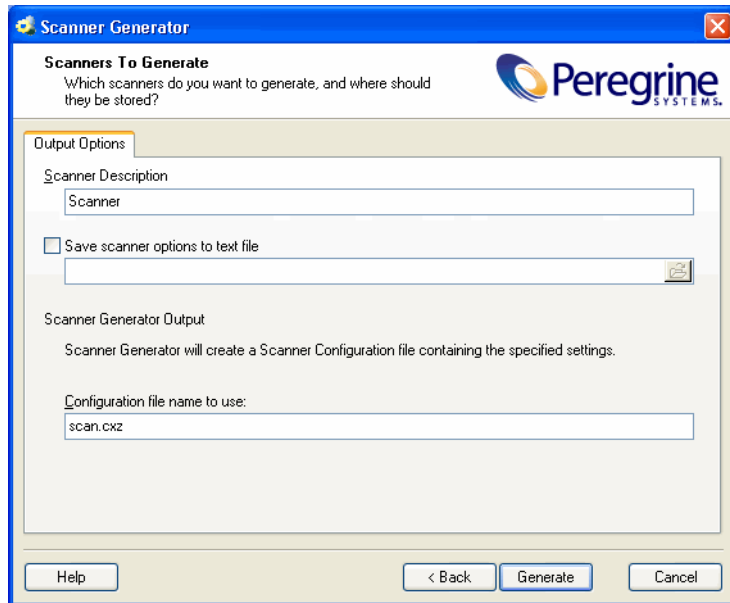 Scanner Generator
Scanners To Generate
Which scanners do you want to generate, and where should
they be stored?
Peregrine
SYSTEMS.
Output Options
Scanner Description
Scanner
Save scanner options to text file
Scanner Generator Output
Scanner Generator will create a Scanner Configuration file containing the specified settings.
Configuration file name to use:
scan.cxz
Help
< Back
Generate
Cancel